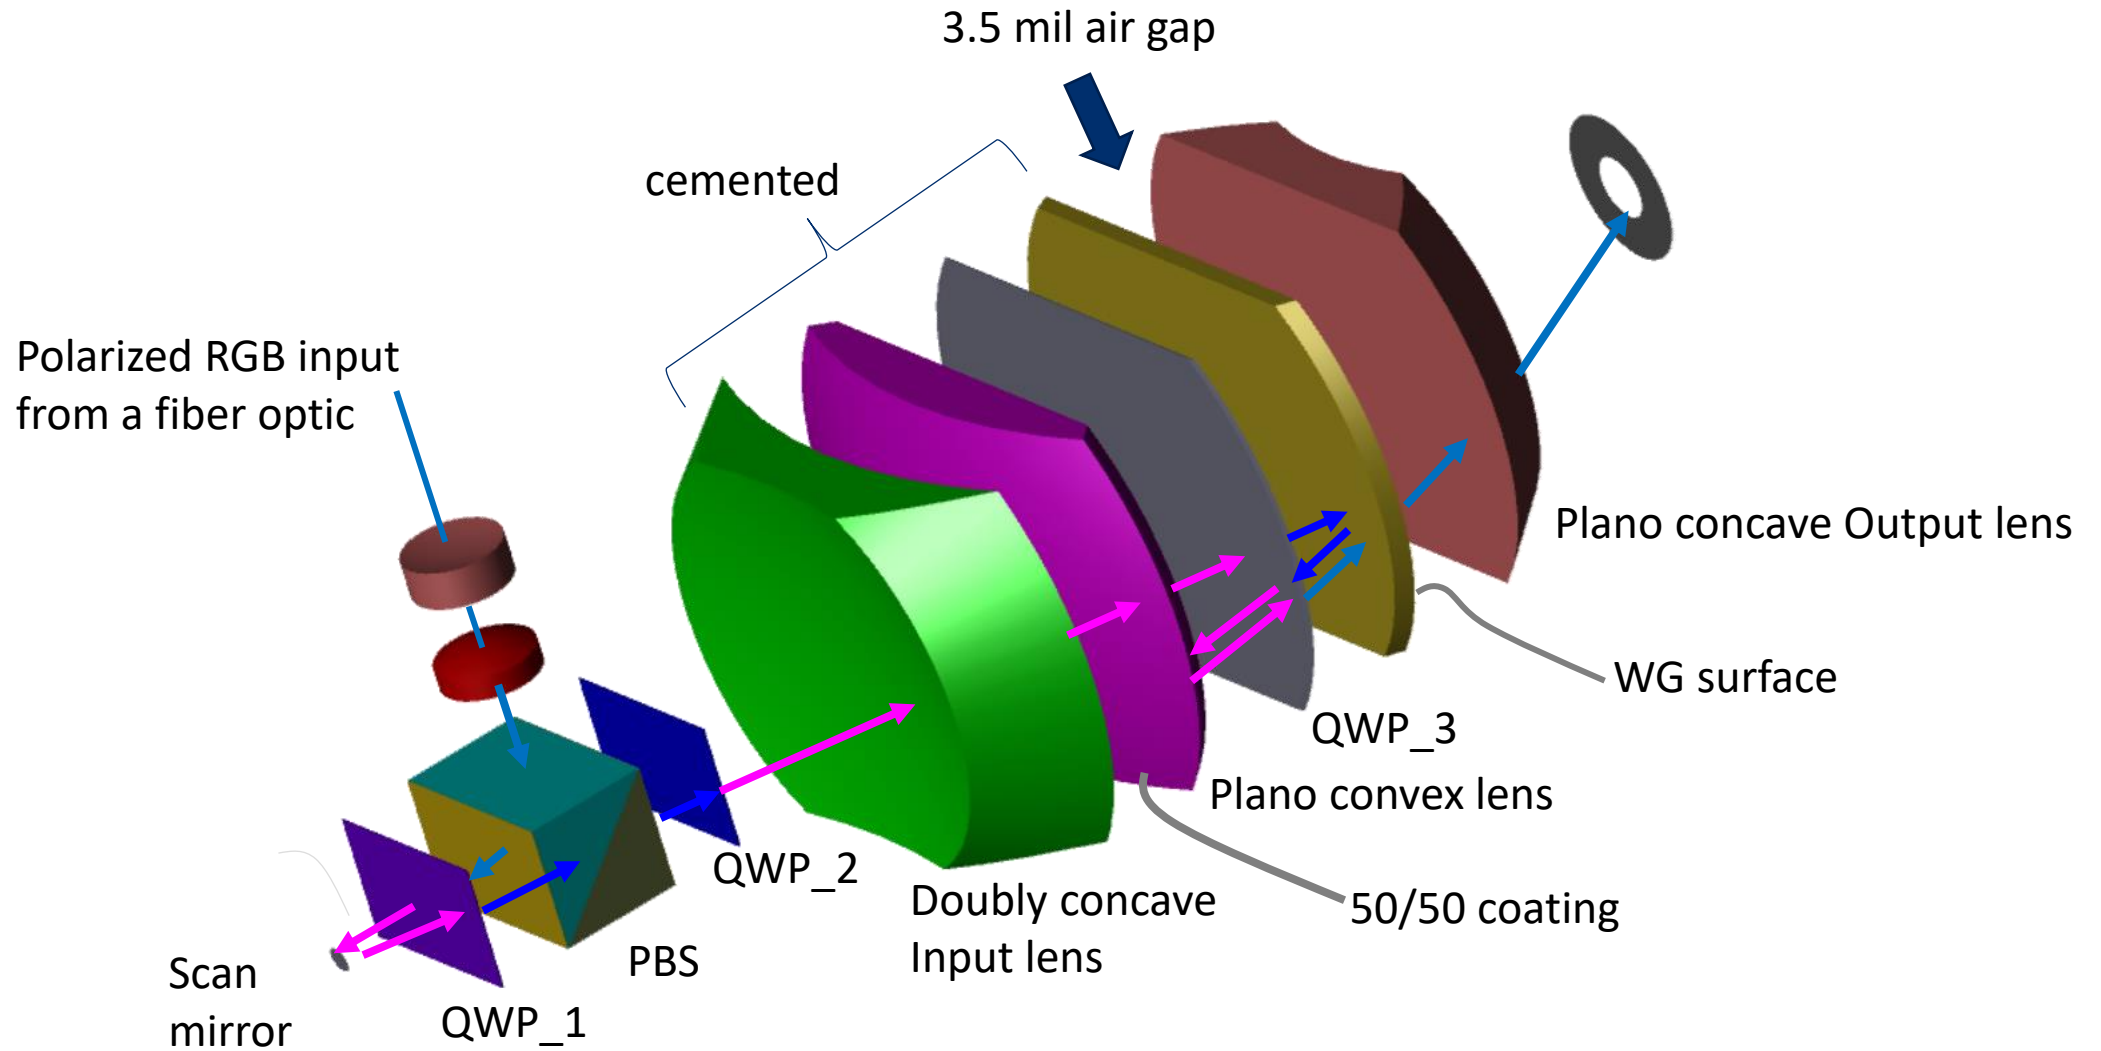 3.5 mil air gap
cemented
Polarized RGB input
from a fiber optic
Plano concave Output lens
WG surface
QWP_3
Plano convex lens
QWP_2
Doubly concave
Input lens
50/50 coating
PBS
Scan
mirror
QWP_1